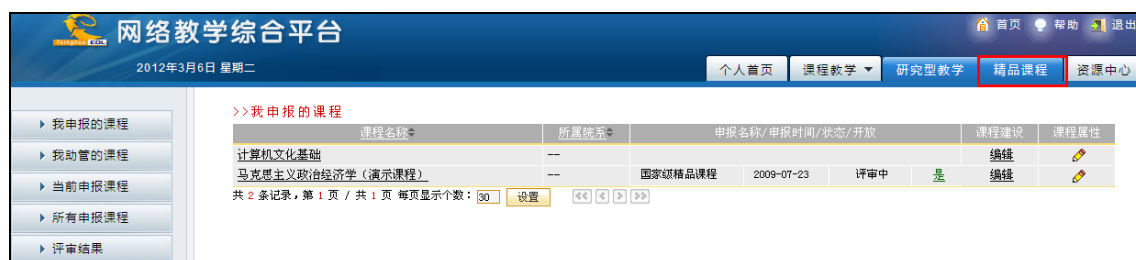 网络教学综合平台
首页 帮助 退出
2012年3月6日 星期二
个人首页 课程教学 研究型教学 精品课程 资源中心
>>我申报的课程
我申报的课程
我助管的课程
当前申报课程
所有申报课程
评审结果
课程名称 所属院系 申报名称/申报时间/状态/开放 课程建设 课程属性
计算机文化基础 -- 编辑
马克思主义政治经济学(演示课程) -- 国家级精品课程 2009-07-23 评审中 是 编辑
共 2 条记录,第 1 页 / 共 1 页 每页显示个数: 30 设置